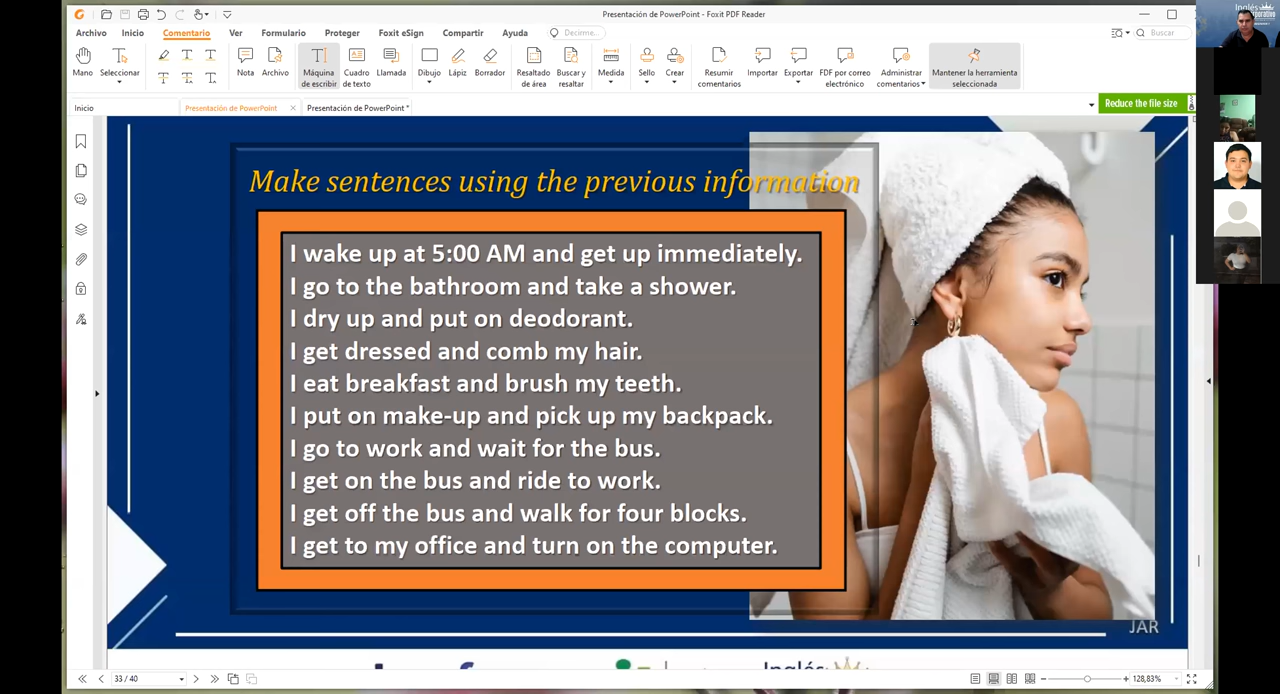 Presentación de PowerPoint - Foxit PDF Reader
Archivo Inicio Comentario Ver Formulario Proteger Foxit eSign Compartir Ayuda Decirme... Buscar
Mano Seleccionar Nota Archivo Máquina de escribir Cuadro de texto Llamada Dibujo Lápiz Borrador Resaltado de área Buscar y resaltar Medida Sello Crear Resumir comentarios Importar Exportar PDF por correo electrónico Administrar comentarios Mantener la herramienta seleccionada
Inicio Presentación de PowerPoint Presentación de PowerPoint * Reduce the file size
Make sentences using the previous information
I wake up at 5:00 AM and get up immediately.
I go to the bathroom and take a shower.
I dry up and put on deodorant.
I get dressed and comb my hair.
I eat breakfast and brush my teeth.
I put on make-up and pick up my backpack.
I go to work and wait for the bus.
I get on the bus and ride to work.
I get off the bus and walk for four blocks.
I get to my office and turn on the computer.
JAR
Inglés
33 / 40
128,83%